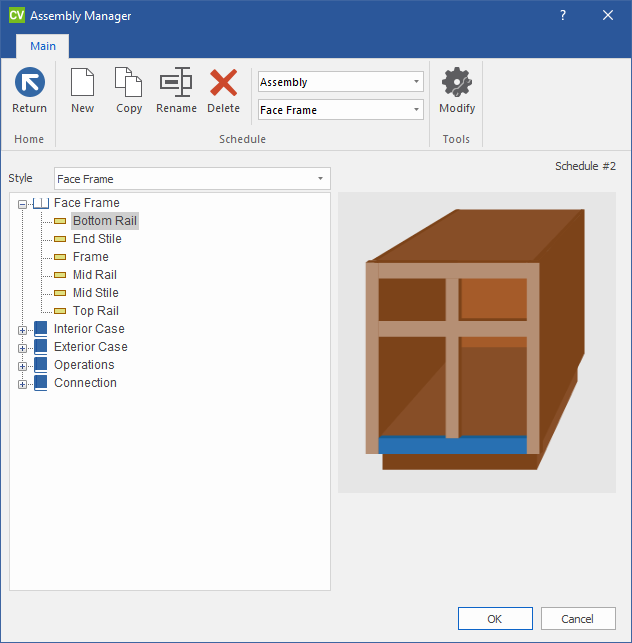 CV Assembly Manager ?
Main
Return New Copy Rename Delete Assembly Face Frame Modify
Home Schedule Tools
Schedule #2
Style Face Frame
Face Frame
Bottom Rail
End Stile
Frame
Mid Rail
Mid Stile
Top Rail
Interior Case
Exterior Case
Operations
Connection
OK Cancel